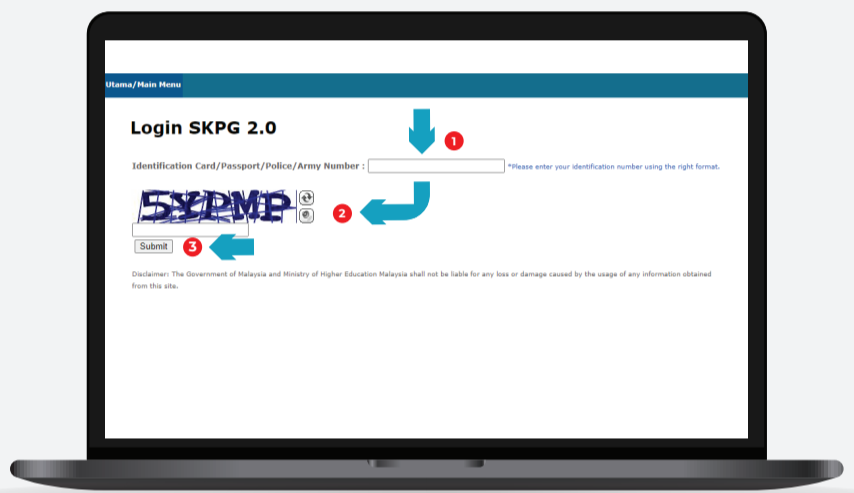 Utama/Main Menu
Login SKPG 2.0
1
Identification Card/Passport/Police/Army Number :
*Please enter your identification number using the right format.
2
Submit
3
Disclaimer: The Government of Malaysia and Ministry of Higher Education Malaysia shall not be liable for any loss or damage caused by the usage of any information obtained
from this site.